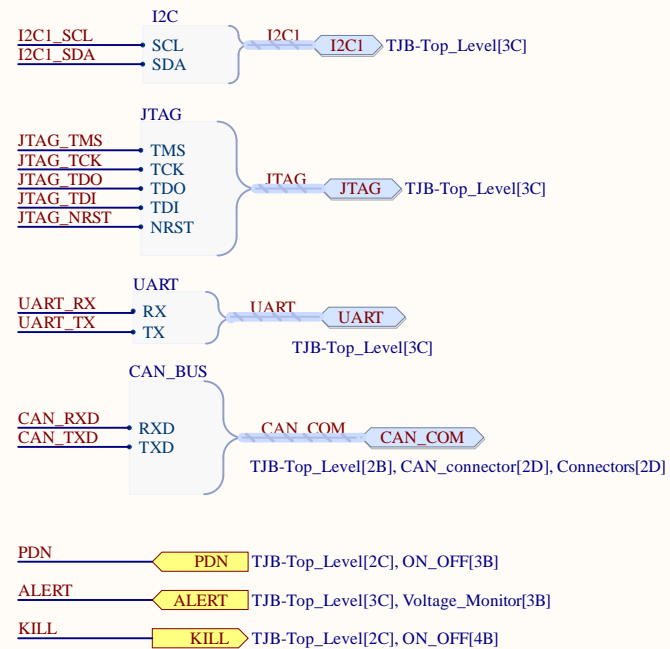 I2C
I2C1_SCL SCL I2C1 I2C1 TJB-Top_Level[3C]
I2C1_SDA SDA
JTAG
JTAG_TMS TMS
JTAG_TCK TCK
JTAG_TDO TDO JTAG JTAG TJB-Top_Level[3C]
JTAG_TDI TDI
JTAG_NRST NRST
UART
UART_RX RX UART UART
UART_TX TX
TJB-Top_Level[3C]
CAN_BUS
CAN_RXD RXD CAN_COM CAN_COM
CAN_TXD TXD
TJB-Top_Level[2B], CAN_connector[2D], Connectors[2D]
PDN PDN TJB-Top_Level[2C], ON_OFF[3B]
ALERT ALERT TJB-Top_Level[3C], Voltage_Monitor[3B]
KILL KILL TJB-Top_Level[2C], ON_OFF[4B]